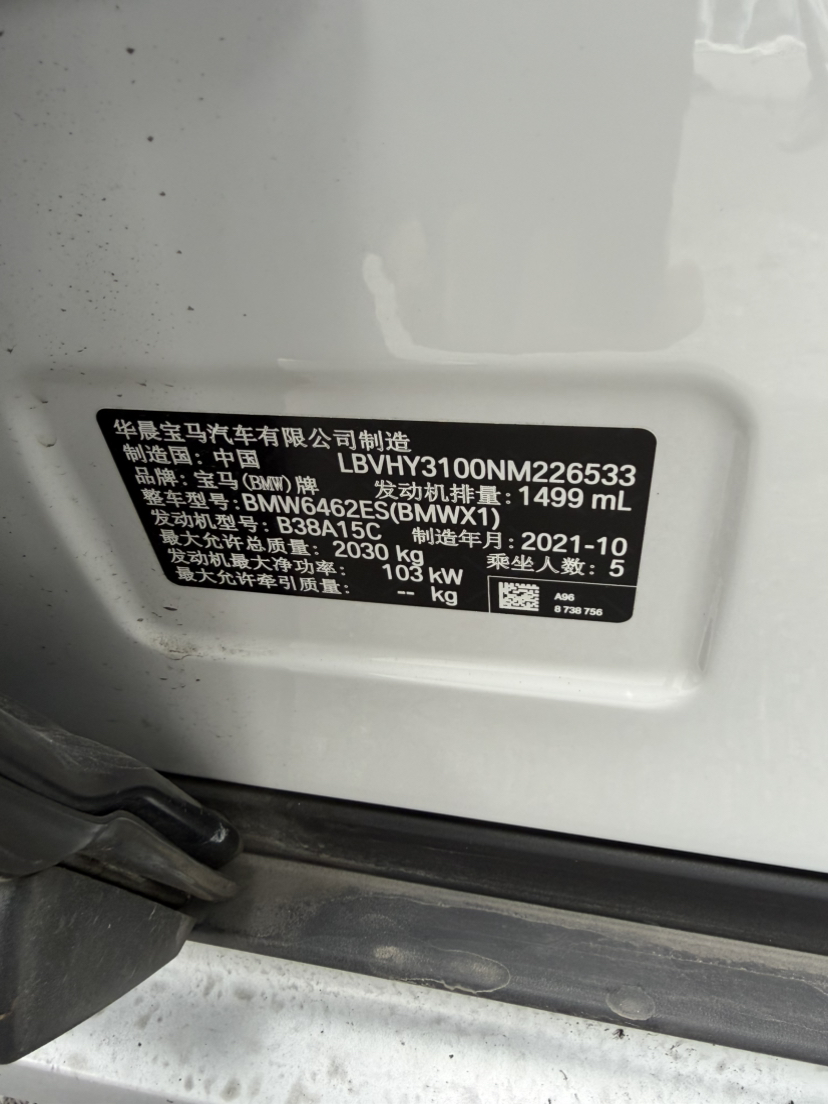 华晨宝马汽车有限公司制造
制造国: 中国 LBVHY3100NM226533
品牌: 宝马(BMW)牌 发动机排量: 1499 mL
整车型号: BMW6462ES(BMWX1)
发动机型号: B38A15C 制造年月: 2021-10
最大允许总质量: 2030 kg 乘坐人数: 5
发动机最大净功率: 103 kW
最大允许牵引质量: -- kg
A96
8 738 756